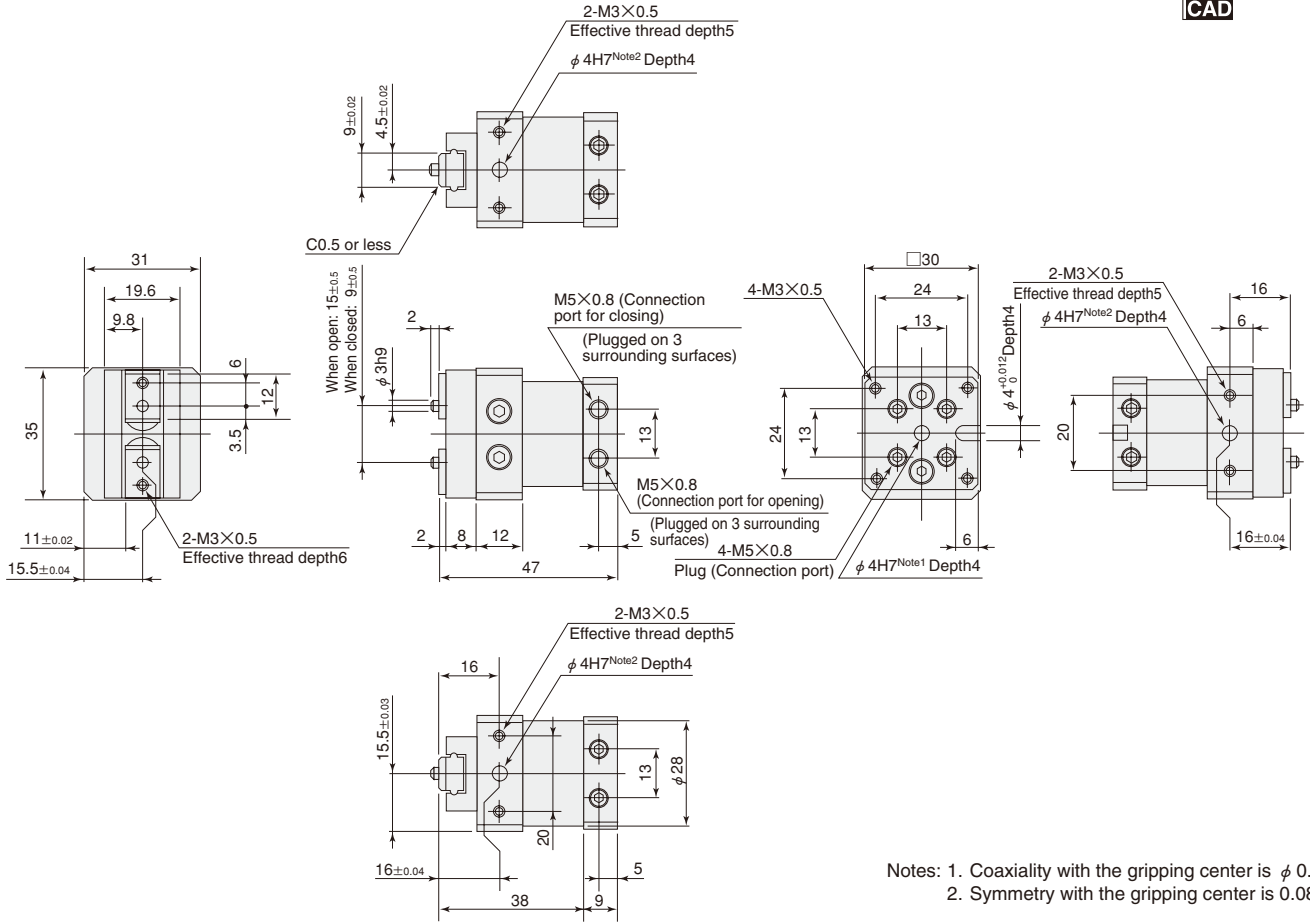 CAD
2-M3×0.5
Effective thread depth5
φ 4H7Note2 Depth4
9±0.02
4.5±0.02
C0.5 or less
31
19.6
9.8
6
12
3.5
35
11±0.02
15.5±0.04
2-M3×0.5
Effective thread depth6
When open: 15±0.5
When closed: 9±0.5
2
φ 3h9
M5×0.8 (Connection
port for closing)
(Plugged on 3
surrounding surfaces)
13
M5×0.8
(Connection port for opening)
(Plugged on 3 surrounding
surfaces)
2
8
12
5
47
□30
4-M3×0.5
24
13
24
13
φ 4+0.012 0 Depth4
6
4-M5×0.8
Plug (Connection port)
φ 4H7Note1 Depth4
2-M3×0.5
Effective thread depth5
φ 4H7Note2 Depth4
16
6
20
16±0.04
2-M3×0.5
Effective thread depth5
φ 4H7Note2 Depth4
16
15.5±0.03
13
φ28
20
16±0.04
5
38
9
Notes: 1. Coaxiality with the gripping center is φ 0.
2. Symmetry with the gripping center is 0.08